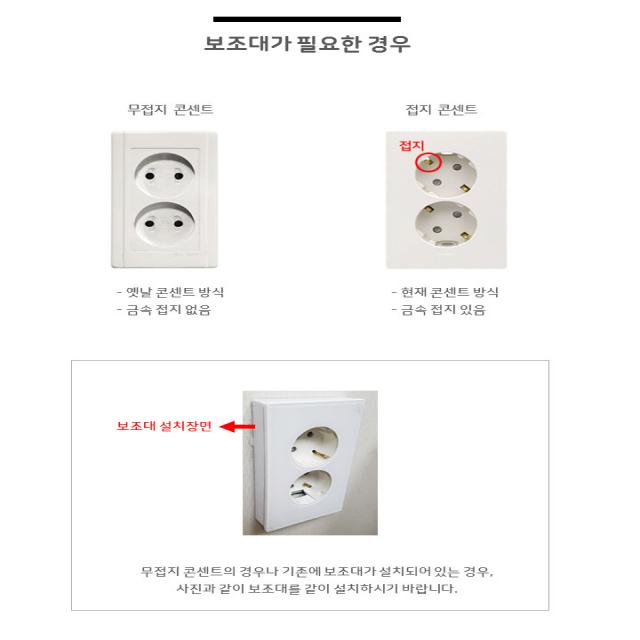 보조대가 필요한 경우
무접지 콘센트
접지 콘센트
접지
- 옛날 콘센트 방식
- 금속 접지 없음
- 현재 콘센트 방식
- 금속 접지 있음
보조대 설치장면
무접지 콘센트의 경우나 기존에 보조대가 설치되어 있는 경우,
사진과 같이 보조대를 같이 설치하시기 바랍니다.